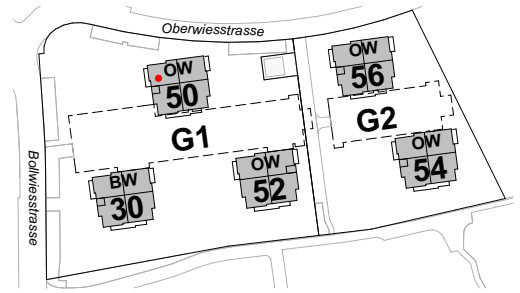 Oberwiesstrasse
OW
50
OW
56
G1
G2
BW
30
OW
52
OW
54
Bollwiesstrasse